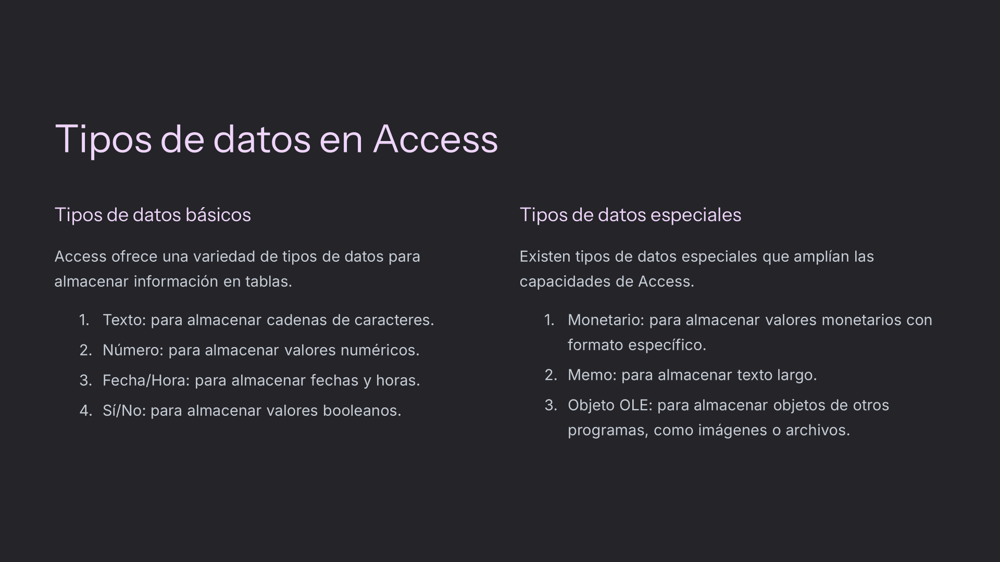 Tipos de datos en Access
Tipos de datos básicos
Access ofrece una variedad de tipos de datos para
almacenar información en tablas.
1. Texto: para almacenar cadenas de caracteres.
2. Número: para almacenar valores numéricos.
3. Fecha/Hora: para almacenar fechas y horas.
4. Sí/No: para almacenar valores booleanos.
Tipos de datos especiales
Existen tipos de datos especiales que amplían las
capacidades de Access.
1. Monetario: para almacenar valores monetarios con
formato específico.
2. Memo: para almacenar texto largo.
3. Objeto OLE: para almacenar objetos de otros
programas, como imágenes o archivos.